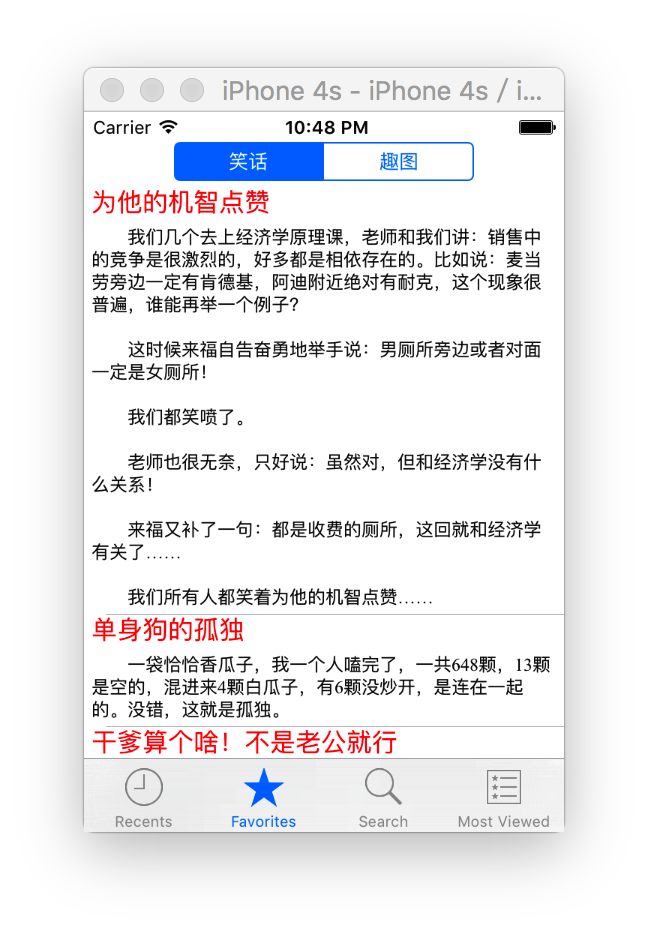 iPhone 4s - iPhone 4s / i...
Carrier 10:48 PM
笑话 趣图
为他的机智点赞
我们几个去上经济学原理课，老师和我们讲：销售中
的竞争是很激烈的，好多都是相依存在的。比如说：麦当
劳旁边一定有肯德基，阿迪附近绝对有耐克，这个现象很
普遍，谁能再举一个例子？
这时候来福自告奋勇地举手说：男厕所旁边或者对面
一定是女厕所！
我们都笑喷了。
老师也很无奈，只好说：虽然对，但和经济学没有什
么关系！
来福又补了一句：都是收费的厕所，这回就和经济学
有关了……
我们所有人都笑着为他的机智点赞……
单身狗的孤独
一袋恰恰香瓜子，我一个人嗑完了，一共648颗，13颗
是空的，混进来4颗白瓜子，有6颗没炒开，是连在一起
的。没错，这就是孤独。
干爹算个啥！不是老公就行
Recents Favorites Search Most Viewed